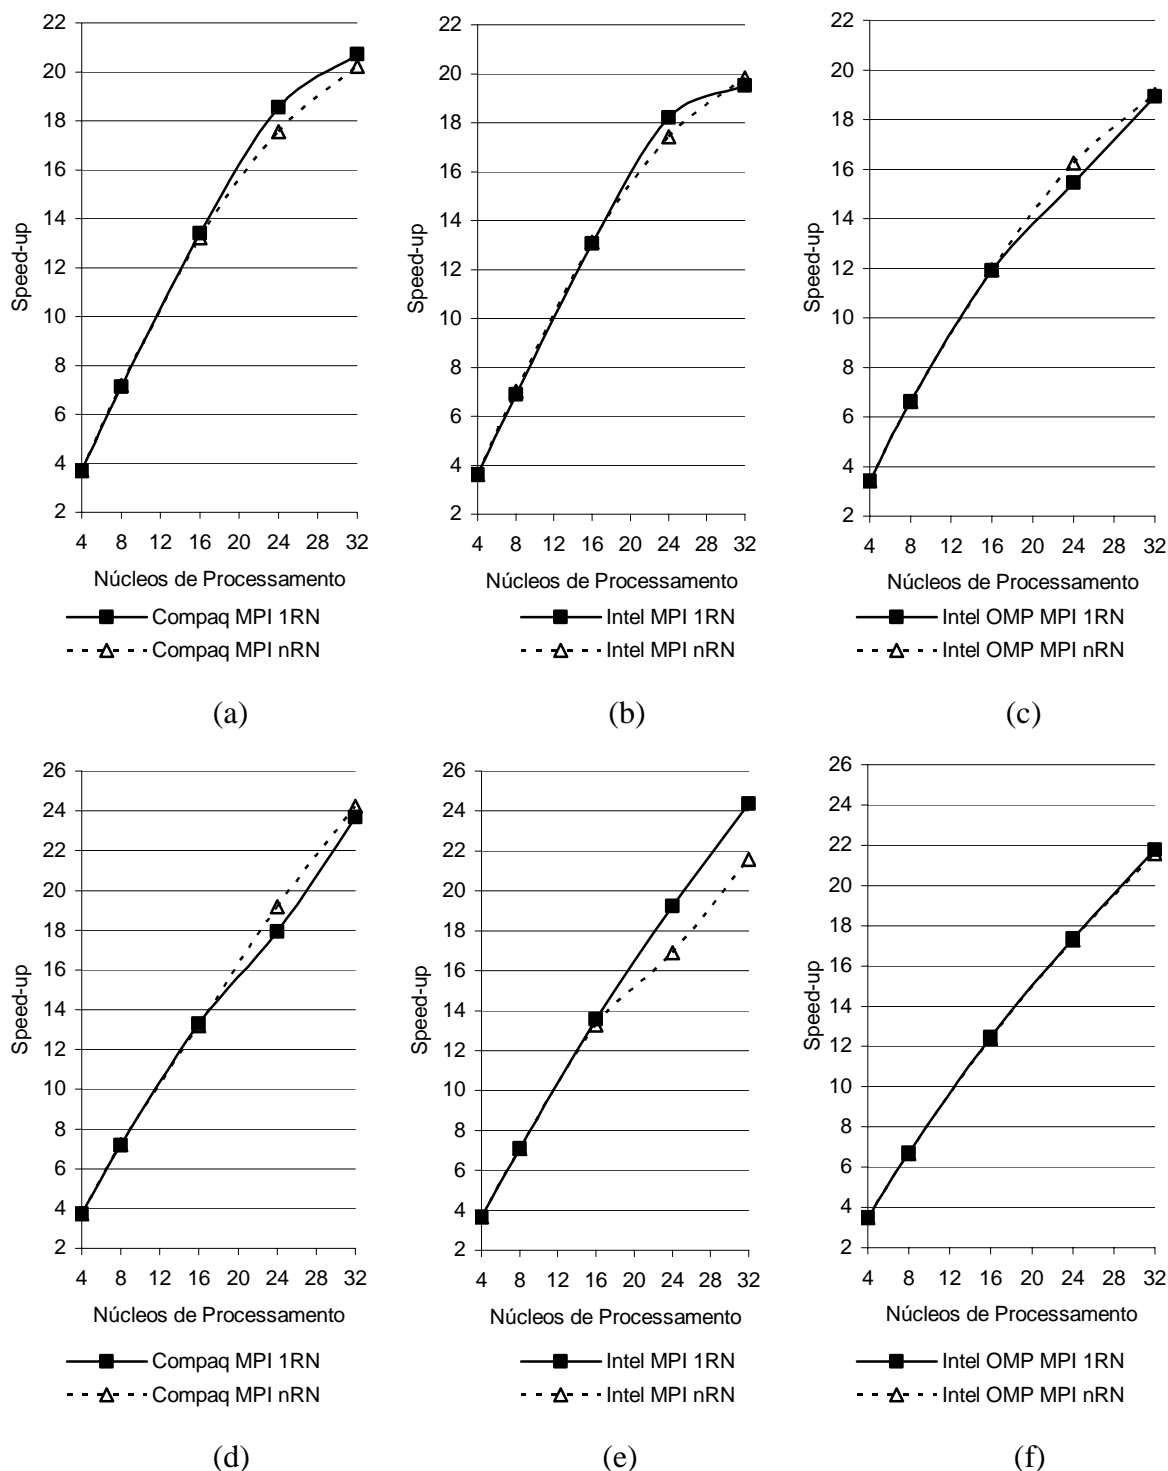 22
20
18
16
14
12
10
8
6
4
2
Speed-up
4 8 12 16 20 24 28 32
Núcleos de Processamento
Compaq MPI 1RN
Compaq MPI nRN
(a)
22
20
18
16
14
12
10
8
6
4
2
Speed-up
4 8 12 16 20 24 28 32
Núcleos de Processamento
Intel MPI 1RN
Intel MPI nRN
(b)
22
20
18
16
14
12
10
8
6
4
2
Speed-up
4 8 12 16 20 24 28 32
Núcleos de Processamento
Intel OMP MPI 1RN
Intel OMP MPI nRN
(c)
26
24
22
20
18
16
14
12
10
8
6
4
2
Speed-up
4 8 12 16 20 24 28 32
Núcleos de Processamento
Compaq MPI 1RN
Compaq MPI nRN
(d)
26
24
22
20
18
16
14
12
10
8
6
4
2
Speed-up
4 8 12 16 20 24 28 32
Núcleos de Processamento
Intel MPI 1RN
Intel MPI nRN
(e)
26
24
22
20
18
16
14
12
10
8
6
4
2
Speed-up
4 8 12 16 20 24 28 32
Núcleos de Processamento
Intel OMP MPI 1RN
Intel OMP MPI nRN
(f)